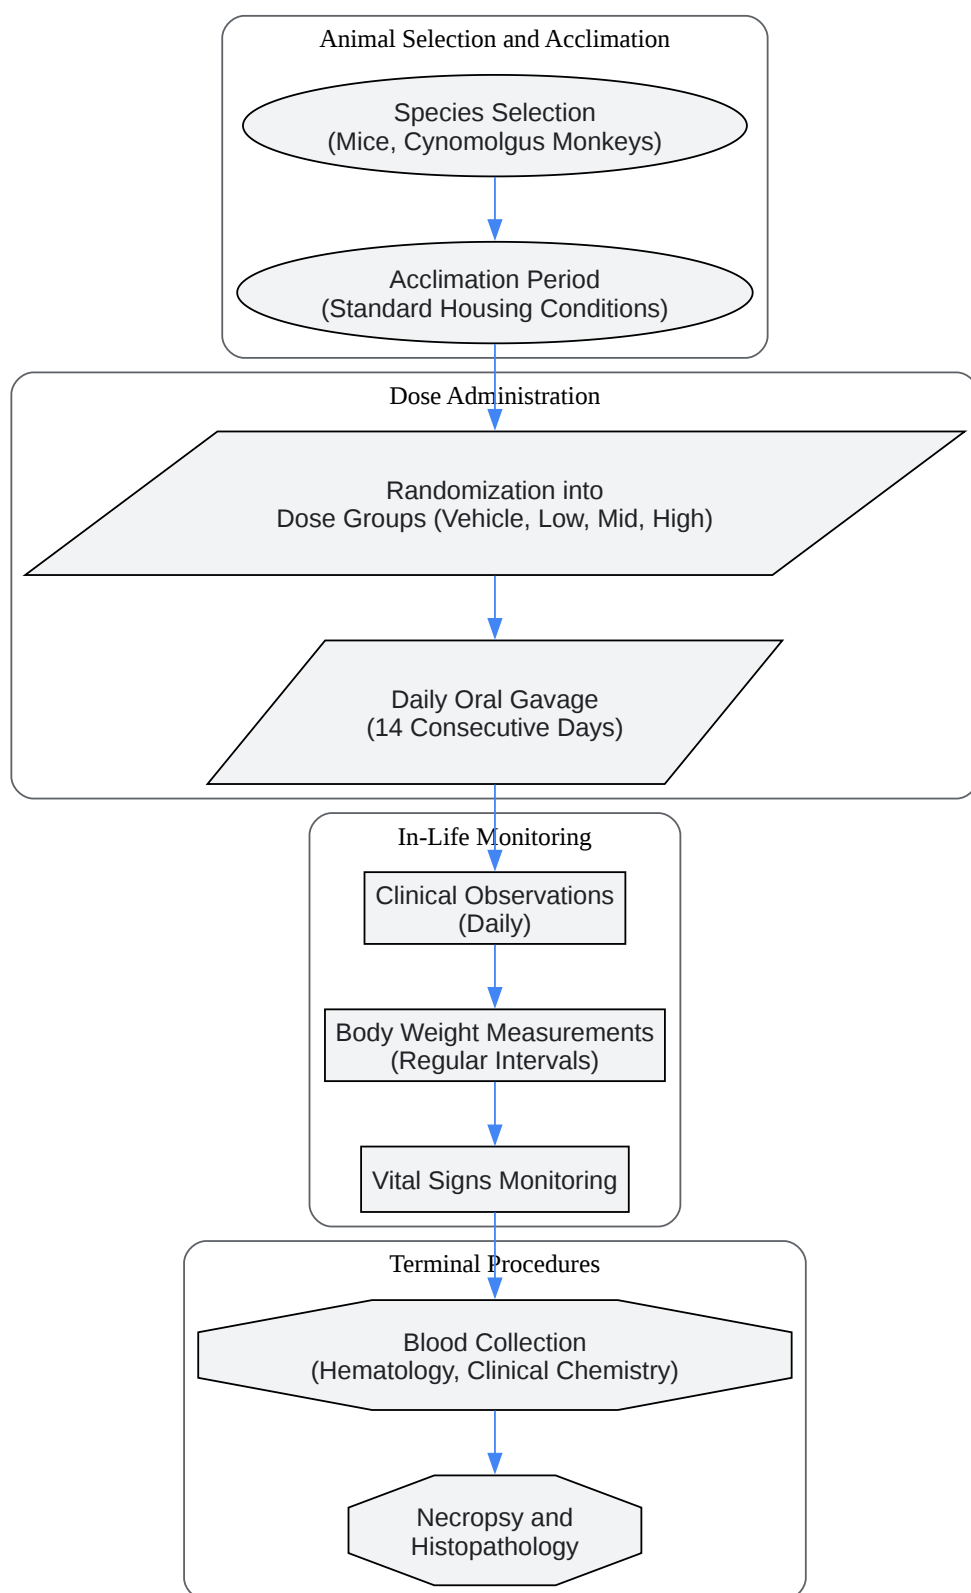 Animal Selection and Acclimation
Species Selection
(Mice, Cynomolgus Monkeys)
Acclimation Period
(Standard Housing Conditions)
Dose Administration
Randomization into
Dose Groups (Vehicle, Low, Mid, High)
Daily Oral Gavage
(14 Consecutive Days)
In-Life Monitoring
Clinical Observations
(Daily)
Body Weight Measurements
(Regular Intervals)
Vital Signs Monitoring
Terminal Procedures
Blood Collection
(Hematology, Clinical Chemistry)
Necropsy and
Histopathology